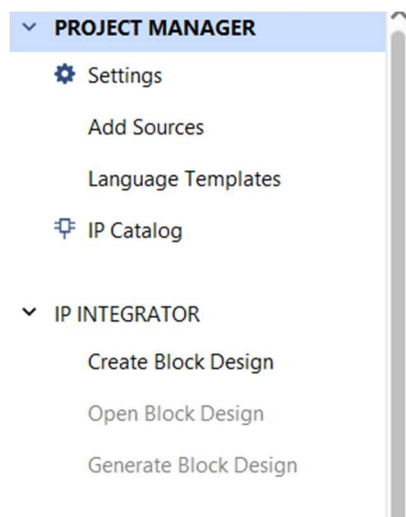 PROJECT MANAGER
Settings
Add Sources
Language Templates
IP Catalog
IP INTEGRATOR
Create Block Design
Open Block Design
Generate Block Design